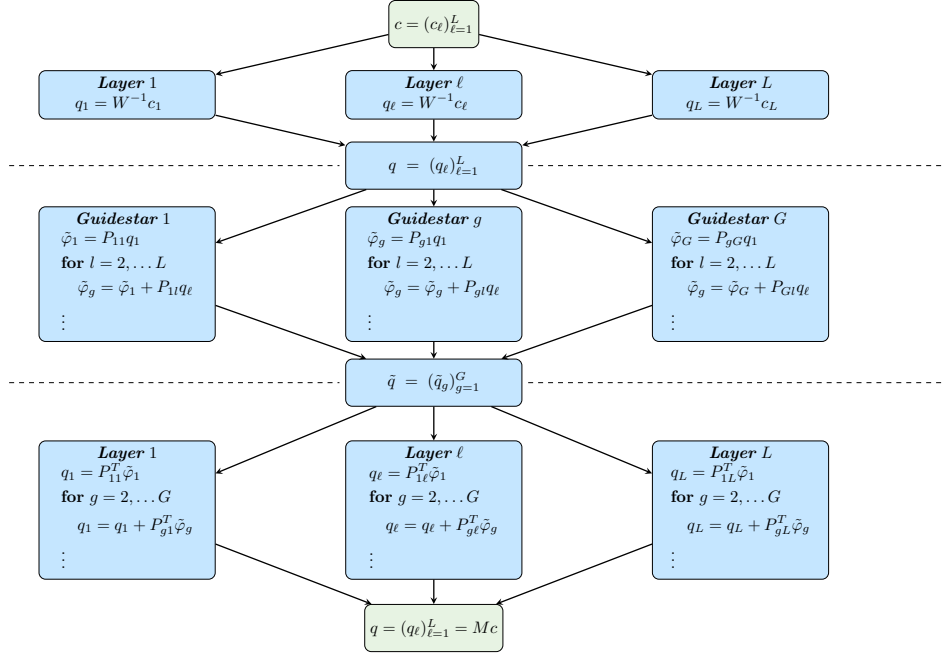 c = (c_ℓ)_{ℓ=1}^L
Layer 1
q_1 = W^{−1}c_1
Layer ℓ
q_ℓ = W^{−1}c_ℓ
Layer L
q_L = W^{−1}c_L
q = (q_ℓ)_{ℓ=1}^L
Guidestar 1
φ̃_1 = P_{11}q_1
for l = 2, … L
φ̃_g = φ̃_1 + P_{1l}q_ℓ
⋮
Guidestar g
φ̃_g = P_{g1}q_1
for l = 2, … L
φ̃_g = φ̃_g + P_{gl}q_ℓ
⋮
Guidestar G
φ̃_G = P_{gG}q_1
for l = 2, … L
φ̃_g = φ̃_G + P_{Gl}q_ℓ
⋮
q̃ = (q̃_g)_{g=1}^G
Layer 1
q_1 = P_{11}^T φ̃_1
for g = 2, … G
q_1 = q_1 + P_{g1}^T φ̃_g
⋮
Layer ℓ
q_ℓ = P_{1ℓ}^T φ̃_1
for g = 2, … G
q_ℓ = q_ℓ + P_{gℓ}^T φ̃_g
⋮
Layer L
q_L = P_{1L}^T φ̃_1
for g = 2, … G
q_L = q_L + P_{gL}^T φ̃_g
⋮
q = (q_ℓ)_{ℓ=1}^L = Mc